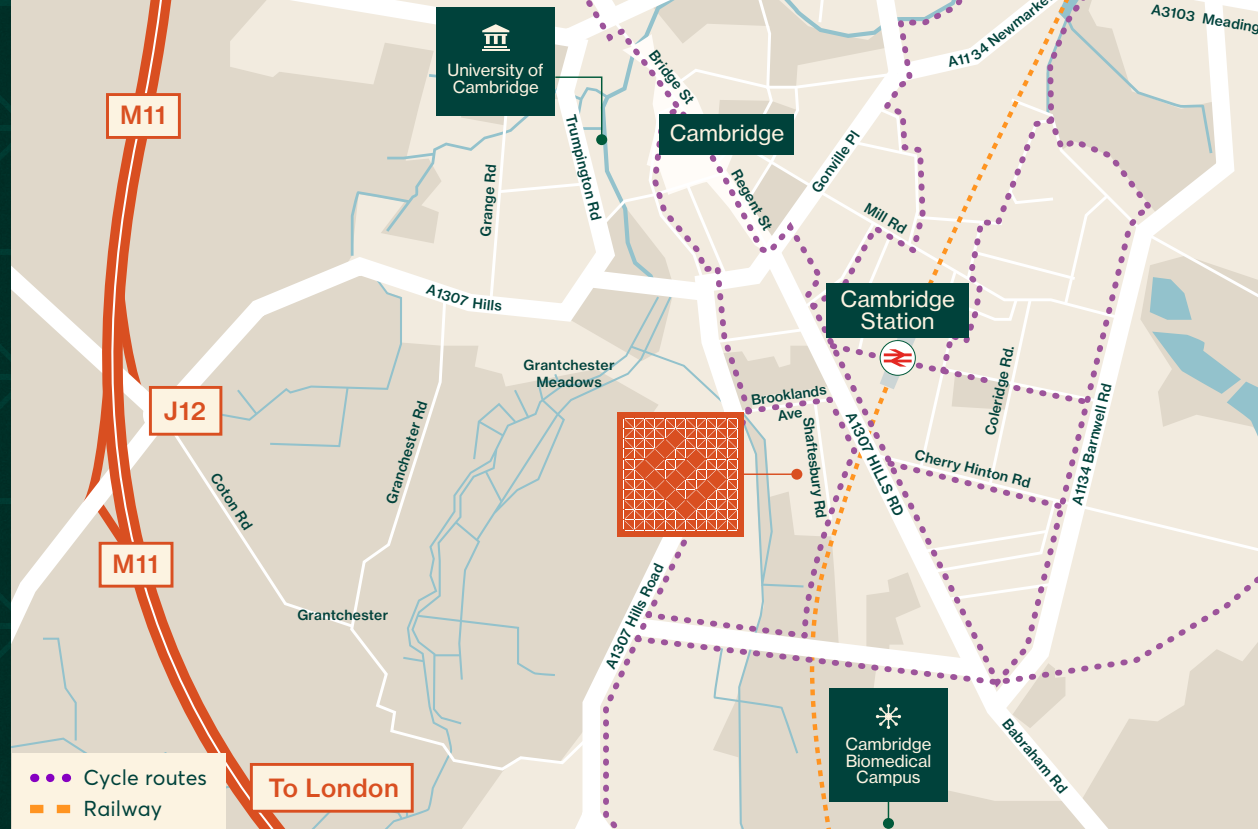 A3103 Meading
A1134 Newmarke
M11
University of
Cambridge
Bridge St
Cambridge
Trumpington Rd
Gonville Pl
Grange Rd
Regent St
Mill Rd
A1307 Hills
Cambridge
Station
Grantchester
Meadows
Coleridge Rd.
J12
Brooklands
Ave
Granchester Rd
Shaftesbury Rd
A1307 HILLS RD
A1134 Barnwell Rd
Coton Rd
Cherry Hinton Rd
M11
Grantchester
A1307 Hills Road
Cambridge
Biomedical
Campus
Babraham Rd
Cycle routes
Railway
To London